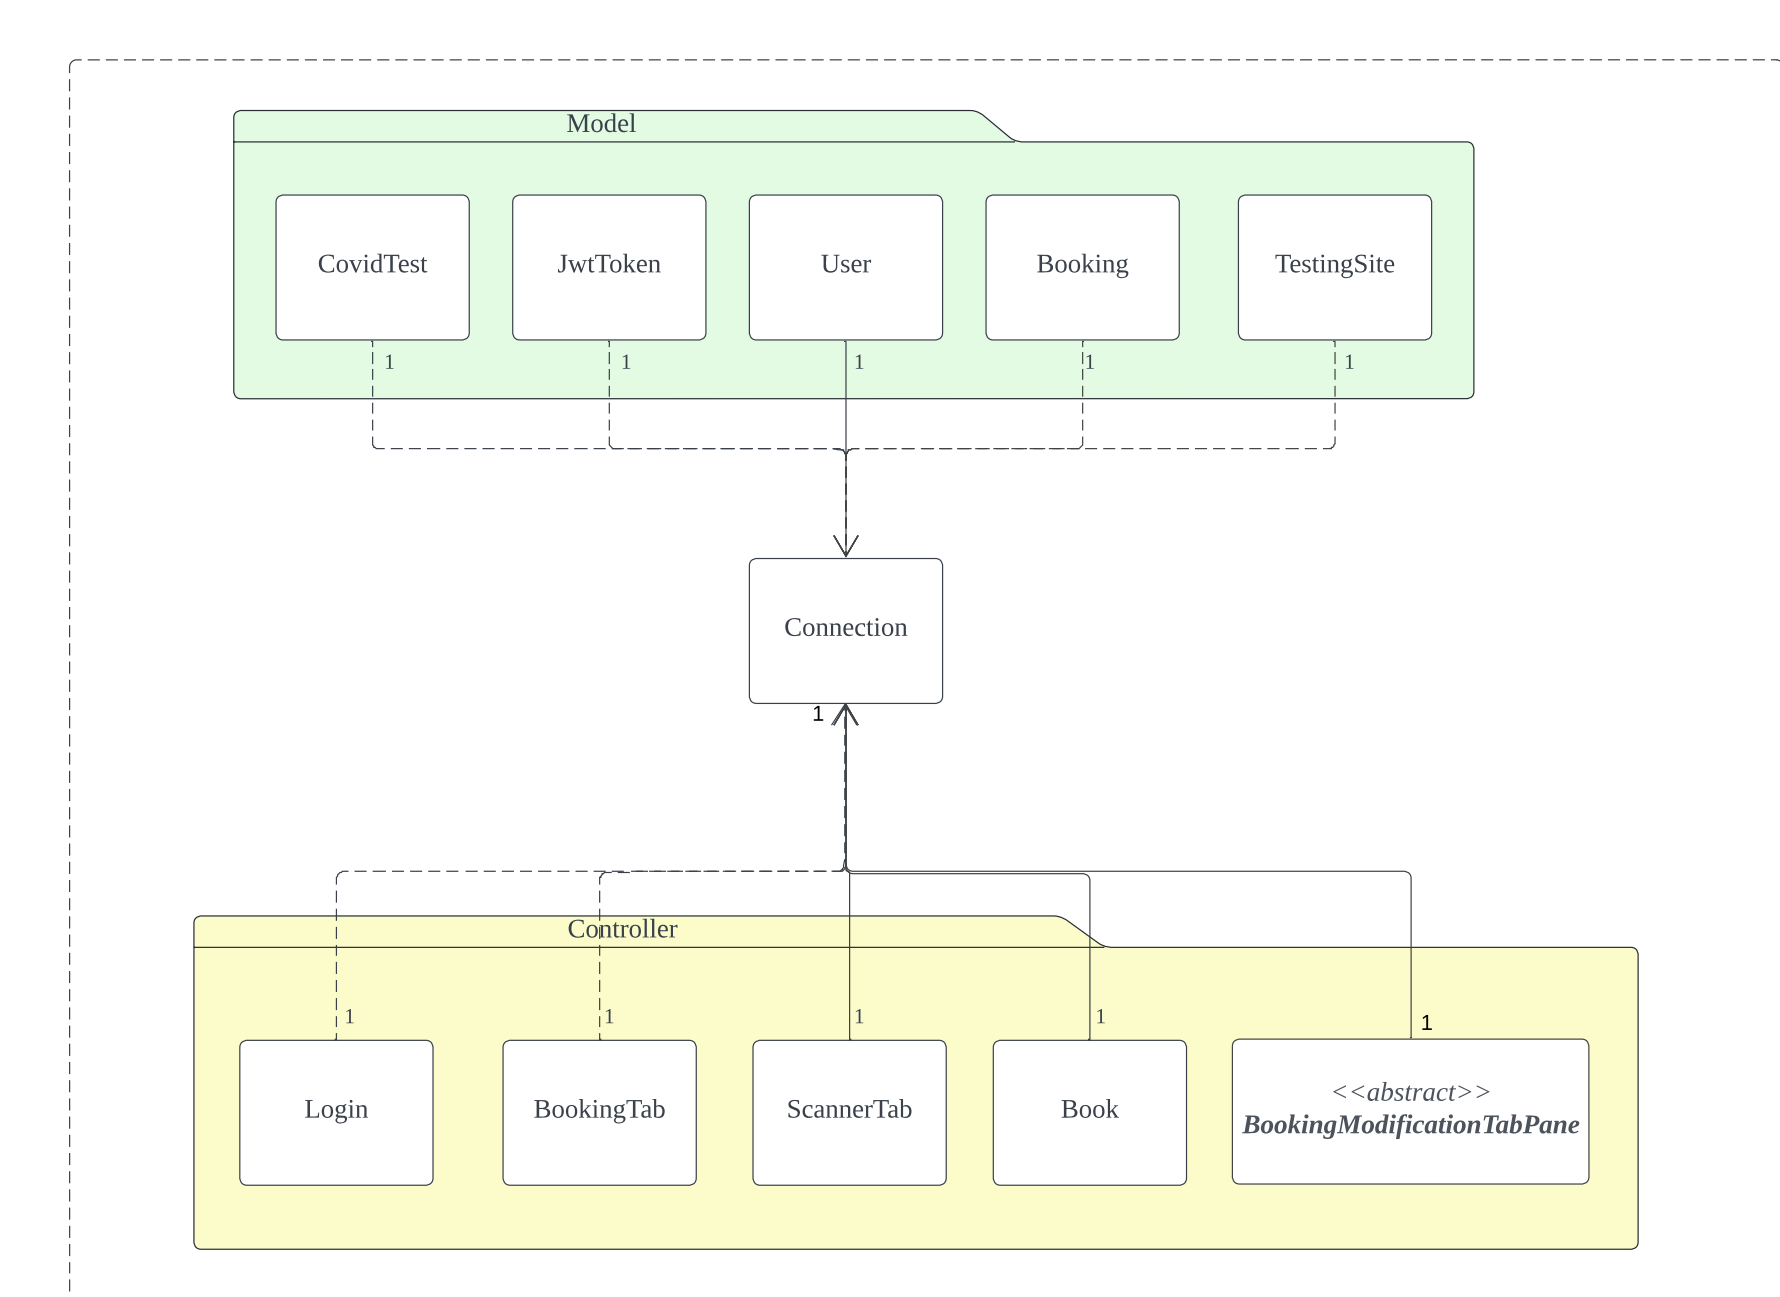 Model
CovidTest
JwtToken
User
Booking
TestingSite
1
1
1
1
1
Connection
1
Controller
1
1
1
1
1
Login
BookingTab
ScannerTab
Book
<<abstract>>
BookingModificationTabPane